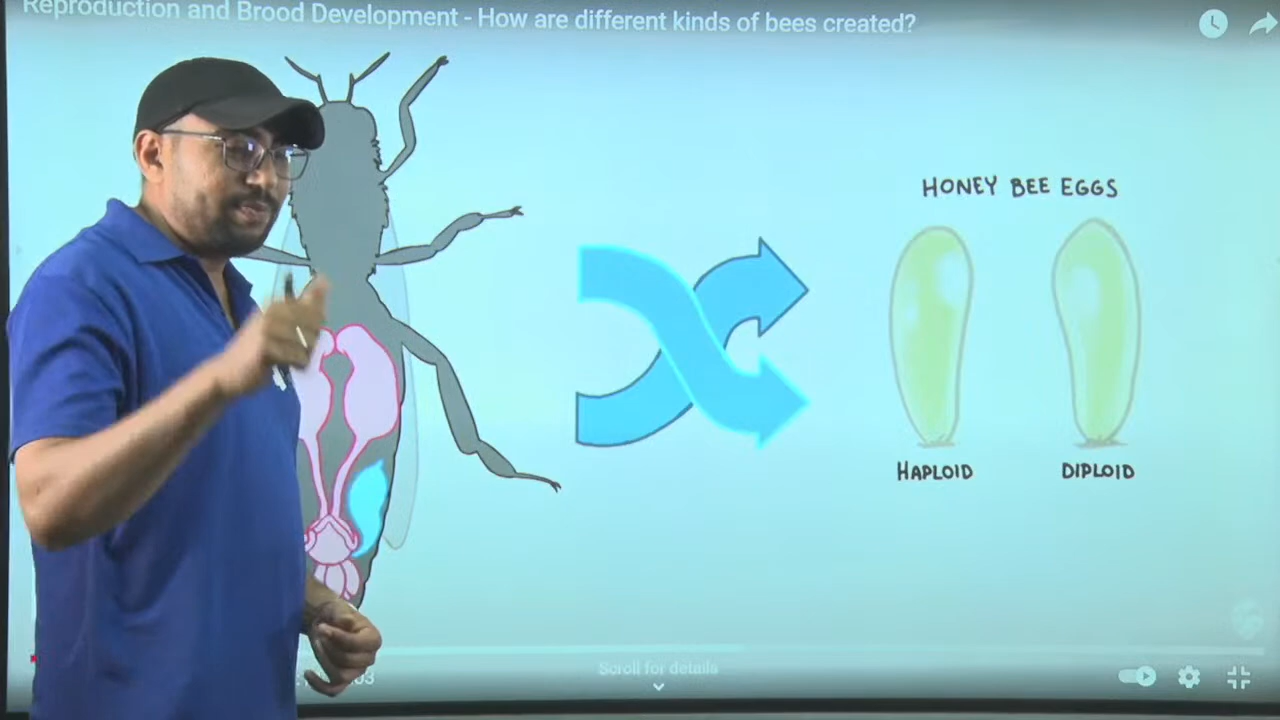 Reproduction and Brood Development - How are different kinds of bees created?
HONEY BEE EGGS
HAPLOID
DIPLOID
Scroll for details